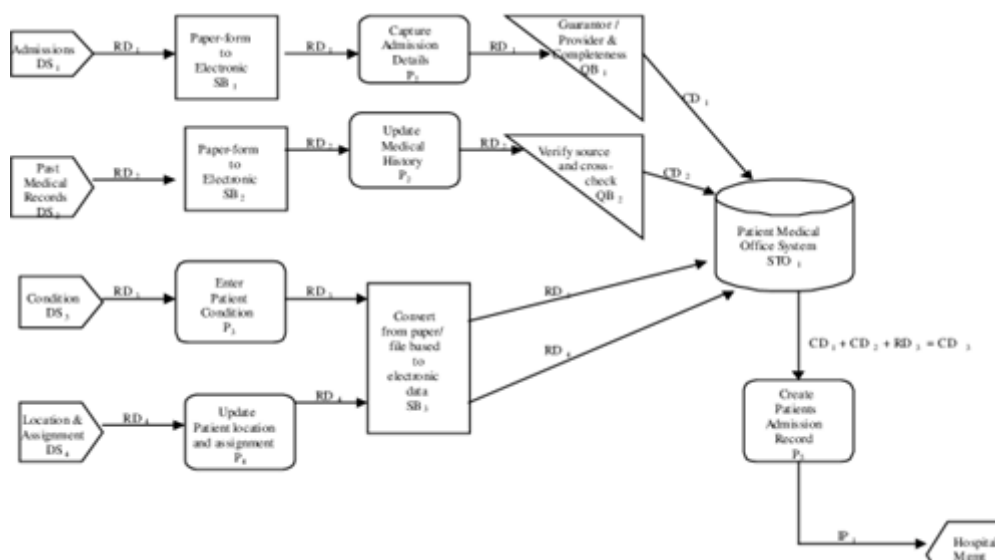 Admissions
DS 1
RD 1
Paper-form
to
Electronic
SB 1
RD 1
Capture
Admission
Details
P 1
RD 1
Guarantor /
Provider &
Completeness
QB 1
CD 1
Past
Medical
Records
DS 2
RD 2
Paper-form
to
Electronic
SB 2
RD 2
Update
Medical
History
P 2
RD 2
Verify source
and cross-
check
QB 2
CD 2
Patient Medical
Office System
STO 1
Condition
DS 3
RD 3
Enter
Patient
Condition
P 3
RD 3
Convert
from paper/
file based
to
electronic
data
SB 3
RD 3
RD 4
Location &
Assignment
DS 4
RD 4
Update
Patient location
and assignment
P 4
RD 4
CD 1 + CD 2 + RD 3 = CD 3
Create
Patients
Admission
Record
IP 1
Hospital
Mgmt